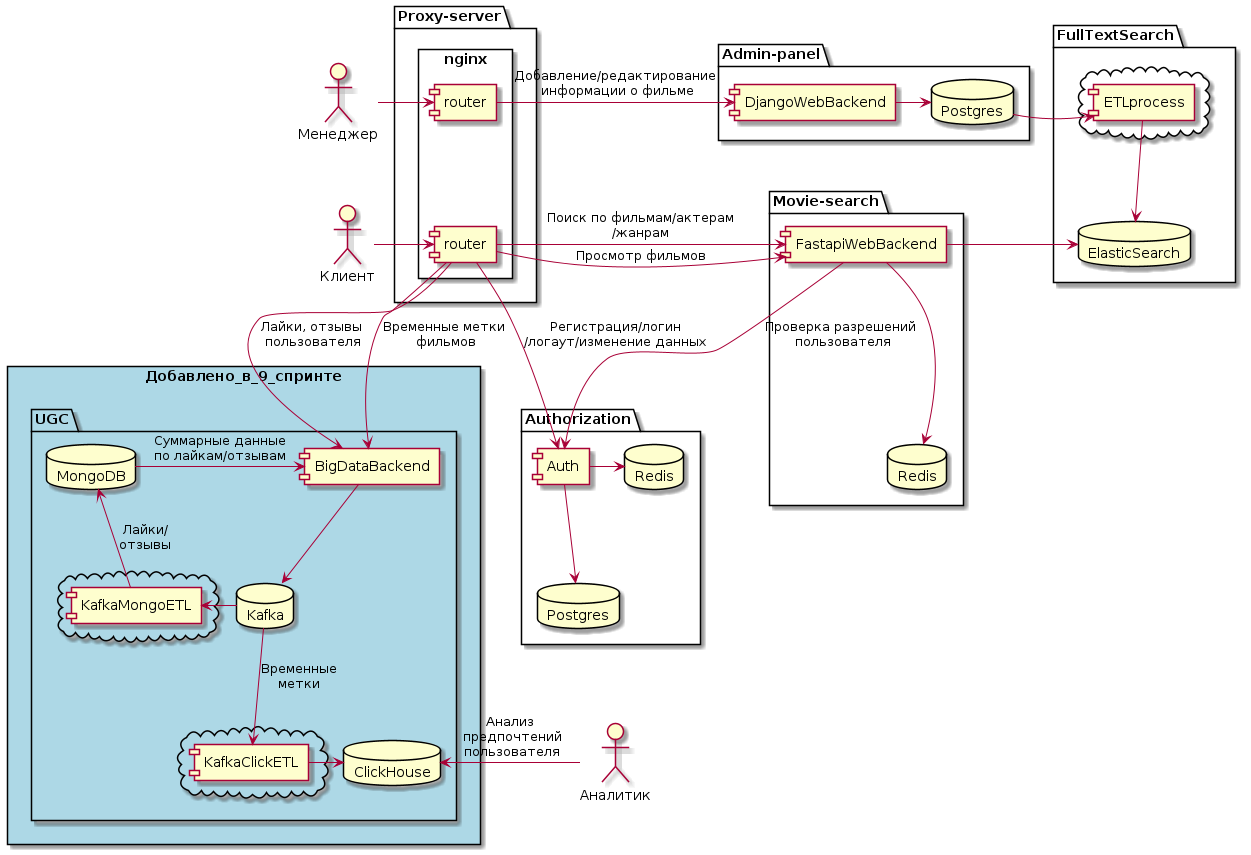 Proxy-server
nginx
router
Менеджер
Добавление/редактирование
информации о фильме
Admin-panel
DjangoWebBackend
Postgres
FullTextSearch
ETLprocess
ElasticSearch
Клиент
router
Поиск по фильмам/актерам
/жанрам
Просмотр фильмов
Movie-search
FastapiWebBackend
Лайки, отзывы
пользователя
Временные метки
фильмов
Регистрация/логин
/логаут/изменение данных
Проверка разрешений
пользователя
Redis
Добавлено_в_9_спринте
UGC
MongoDB
Суммарные данные
по лайкам/отзывам
BigDataBackend
Лайки/
отзывы
KafkaMongoETL
Kafka
Временные
метки
KafkaClickETL
ClickHouse
Authorization
Auth
Redis
Postgres
Анализ
предпочтений
пользователя
Аналитик